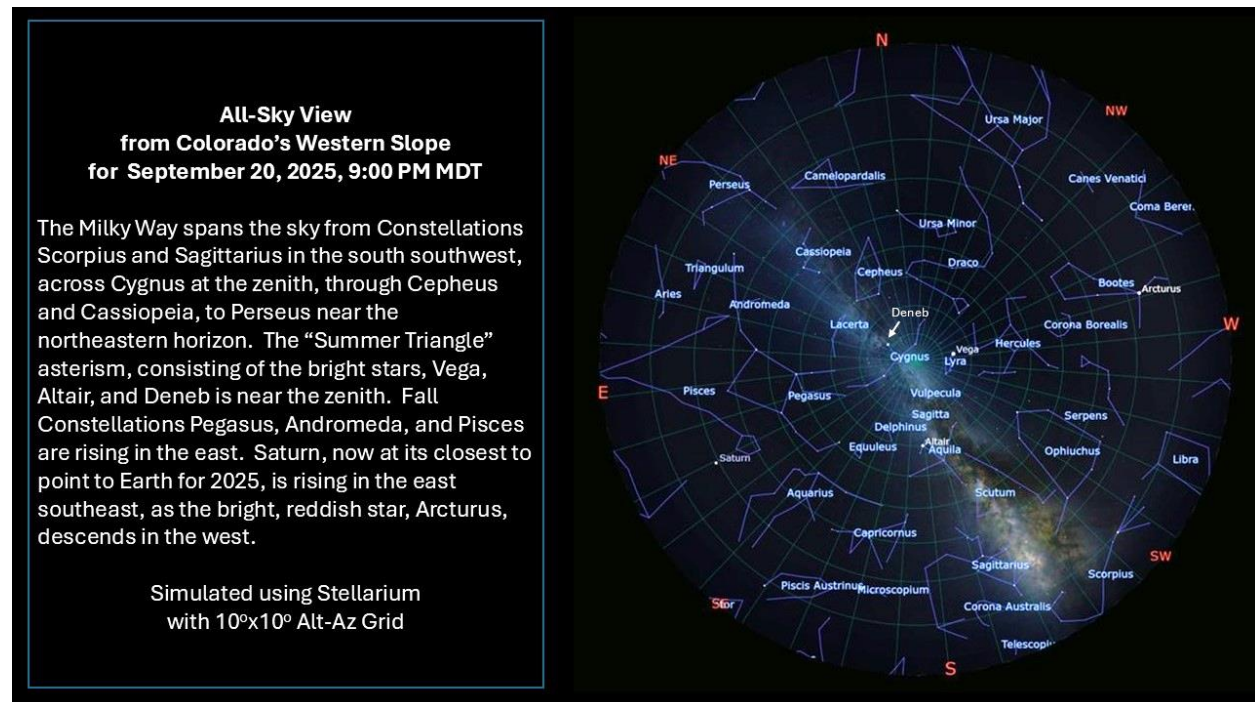 All-Sky View
from Colorado's Western Slope
for September 20, 2025, 9:00 PM MDT
The Milky Way spans the sky from Constellations
Scorpius and Sagittarius in the south southwest,
across Cygnus at the zenith, through Cepheus
and Cassiopeia, to Perseus near the
northeastern horizon. The “Summer Triangle”
asterism, consisting of the bright stars, Vega,
Altair, and Deneb is near the zenith. Fall
Constellations Pegasus, Andromeda, and Pisces
are rising in the east. Saturn, now at its closest to
point to Earth for 2025, is rising in the east
southeast, as the bright, reddish star, Arcturus,
descends in the west.
Simulated using Stellarium
with 10ºx10º Alt-Az Grid
N
NW
Ursa Major
NE
Perseus
Camelopardalis
Canes Venatici
Coma Berer.
Ursa Minor
Cassiopeia
Draco
Triangulum
Cepheus
Bootes
Arcturus
Aries
Andromeda
Deneb
Lacerta
Corona Borealis
W
Hercules
Vega
Cygnus
Lyra
E
Pisces
Pegasus
Vulpecula
Sagitta
Serpens
Delphinus
Altair
Equuleus
Aquila
Ophiuchus
Saturn
Libra
Aquarius
Scutum
Capricornus
SW
Sagittarius
Scorpius
Piscis Austrinus
Microscopium
SE
Corona Australis
Telescopiu
S